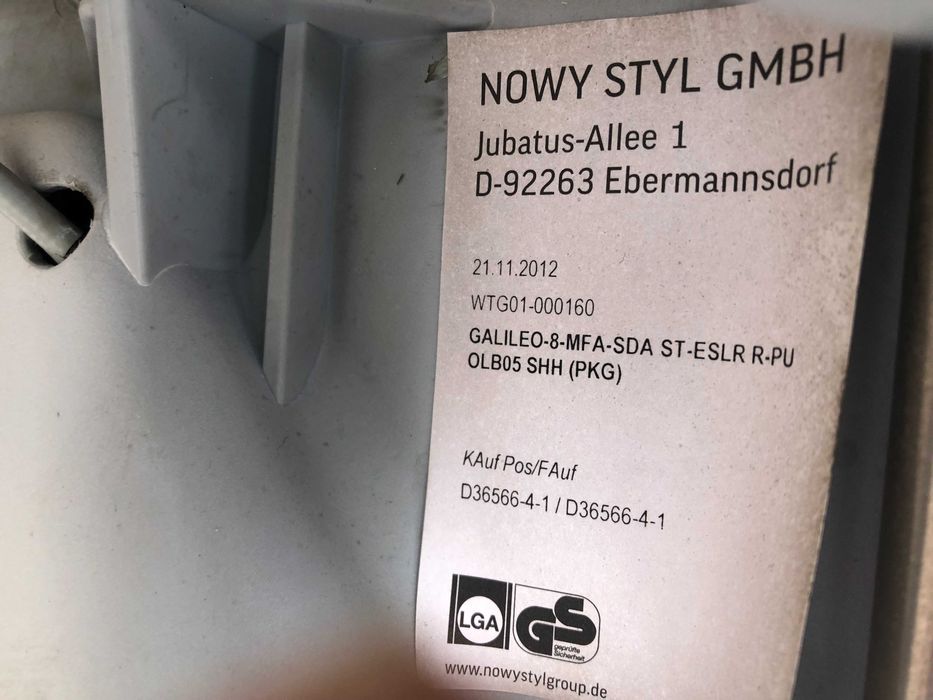 NOWY STYL GMBH
Jubatus-Allee 1
D-92263 Ebermannsdorf
21.11.2012
WTG01-000160
GALILEO-8-MFA-SDA ST-ESLR R-PU
OLB05 SHH (PKG)
KAuf Pos/FAuf
D36566-4-1 / D36566-4-1
LGA
GS
geprüfte
Sicherheit
www.nowystylgroup.de